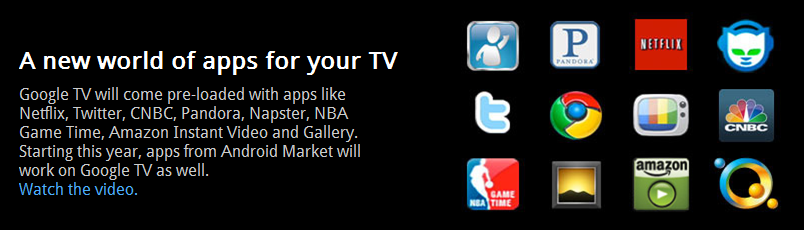 A new world of apps for your TV
Google TV will come pre-loaded with apps like
Netflix, Twitter, CNBC, Pandora, Napster, NBA
Game Time, Amazon Instant Video and Gallery.
Starting this year, apps from Android Market will
work on Google TV as well.
Watch the video.
P
PANDORA
NETFLIX
t
CNBC
NBA GAME TIME
amazon